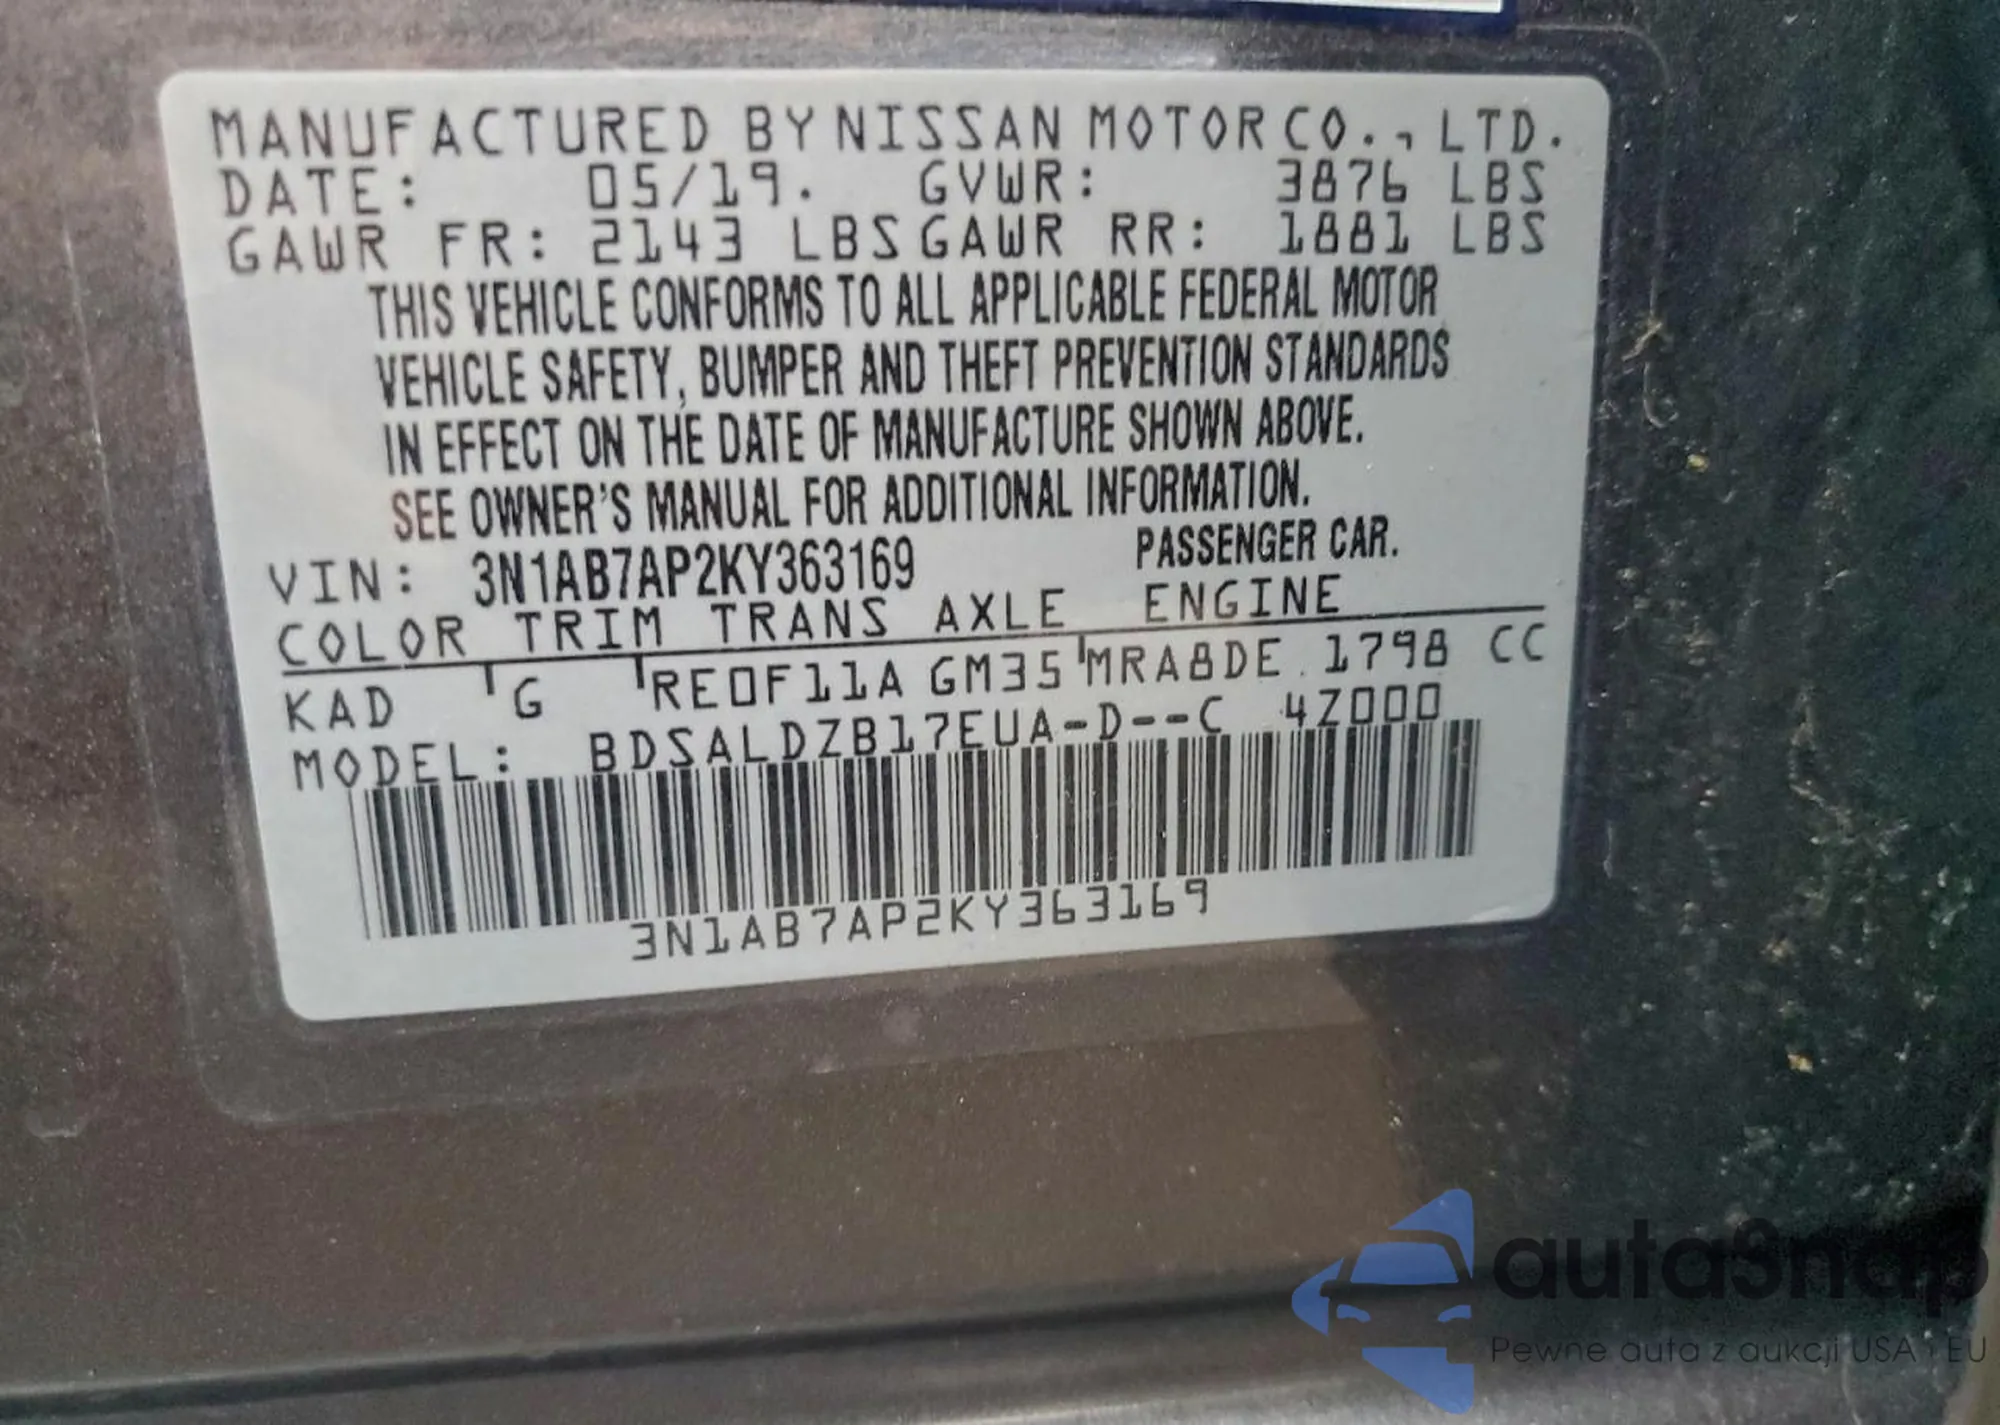 MANUFACTURED BY NISSAN MOTOR CO., LTD.
DATE: 05/19. GVWR: 3876 LBS
GAWR FR: 2143 LBS GAWR RR: 1881 LBS
THIS VEHICLE CONFORMS TO ALL APPLICABLE FEDERAL MOTOR
VEHICLE SAFETY, BUMPER AND THEFT PREVENTION STANDARDS
IN EFFECT ON THE DATE OF MANUFACTURE SHOWN ABOVE.
SEE OWNER'S MANUAL FOR ADDITIONAL INFORMATION.
VIN: 3N1AB7AP2KY363169 PASSENGER CAR.
COLOR TRIM TRANS AXLE ENGINE
KAD G RE0F11A GM35 MRA8DE 1798 CC
MODEL: BDSALDZB17EUA-D--C 4Z000
3N1AB7AP2KY363169
autaSnap
Pewne auta z aukcji USA i EU